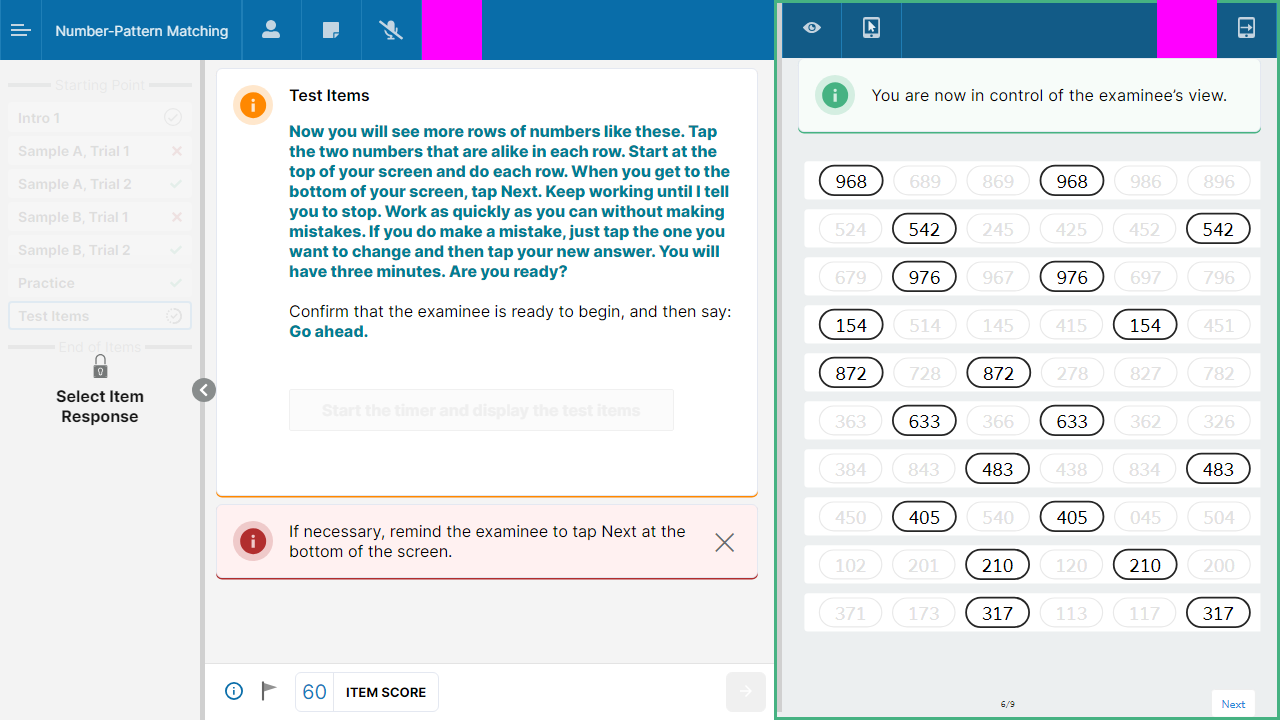 Number-Pattern Matching
Starting Point
Intro 1
Sample A, Trial 1
Sample A, Trial 2
Sample B, Trial 1
Sample B, Trial 2
Practice
Test Items
End of Items
Select Item
Response
Test Items
Now you will see more rows of numbers like these. Tap
the two numbers that are alike in each row. Start at the
top of your screen and do each row. When you get to the
bottom of your screen, tap Next. Keep working until I tell
you to stop. Work as quickly as you can without making
mistakes. If you do make a mistake, just tap the one you
want to change and then tap your new answer. You will
have three minutes. Are you ready?
Confirm that the examinee is ready to begin, and then say:
Go ahead.
Start the timer and display the test items
If necessary, remind the examinee to tap Next at the
bottom of the screen.
60 ITEM SCORE
You are now in control of the examinee's view.
968 689 869 968 986 896
524 542 245 425 452 542
679 976 967 976 697 796
154 514 145 415 154 451
872 728 872 278 827 782
363 633 366 633 362 326
384 843 483 438 834 483
450 405 540 405 045 504
102 201 210 120 210 200
371 173 317 113 117 317
6/9
Next